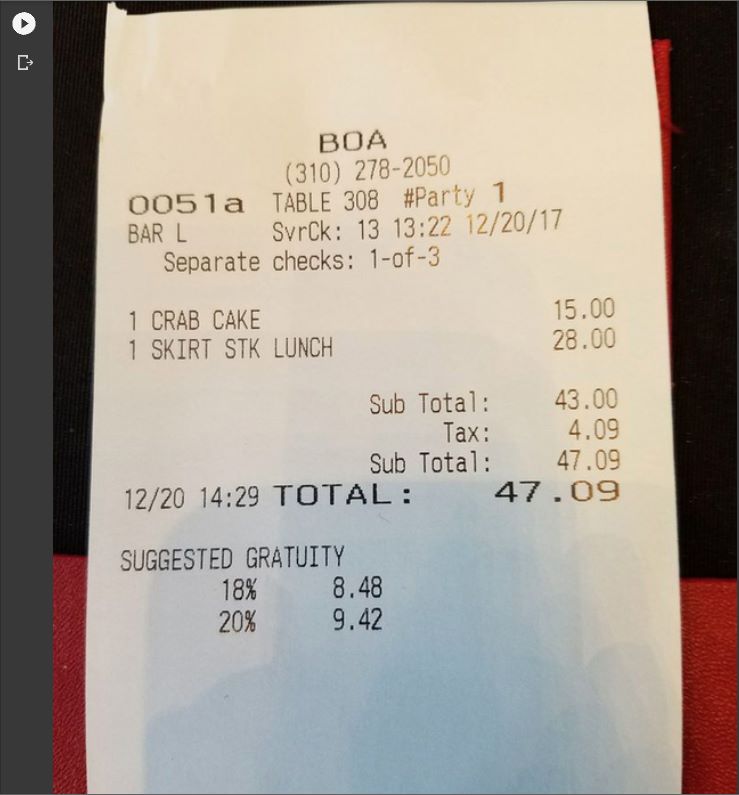 BOA
(310) 278-2050
0051a TABLE 308 #Party 1
BAR L SvrCk: 13 13:22 12/20/17
Separate checks: 1-of-3
1 CRAB CAKE 15.00
1 SKIRT STK LUNCH 28.00
Sub Total: 43.00
Tax: 4.09
Sub Total: 47.09
12/20 14:29 TOTAL: 47.09
SUGGESTED GRATUITY
18% 8.48
20% 9.42